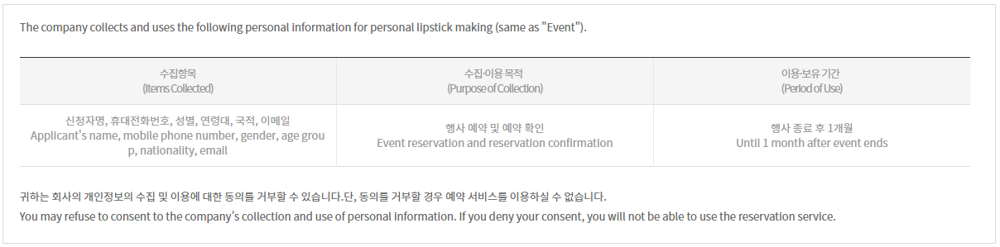 The company collects and uses the following personal information for personal lipstick making (same as "Event").
수집항목
(Items Collected)
수집·이용 목적
(Purpose of Collection)
이용·보유 기간
(Period of Use)
신청자명, 휴대전화번호, 성별, 연령대, 국적, 이메일
Applicant's name, mobile phone number, gender, age grou
p, nationality, email
행사 예약 및 예약 확인
Event reservation and reservation confirmation
행사 종료 후 1개월
Until 1 month after event ends
귀하는 회사의 개인정보의 수집 및 이용에 대한 동의를 거부할 수 있습니다.단, 동의를 거부할 경우 예약 서비스를 이용하실 수 없습니다.
You may refuse to consent to the company’s collection and use of personal information. If you deny your consent, you will not be able to use the reservation service.